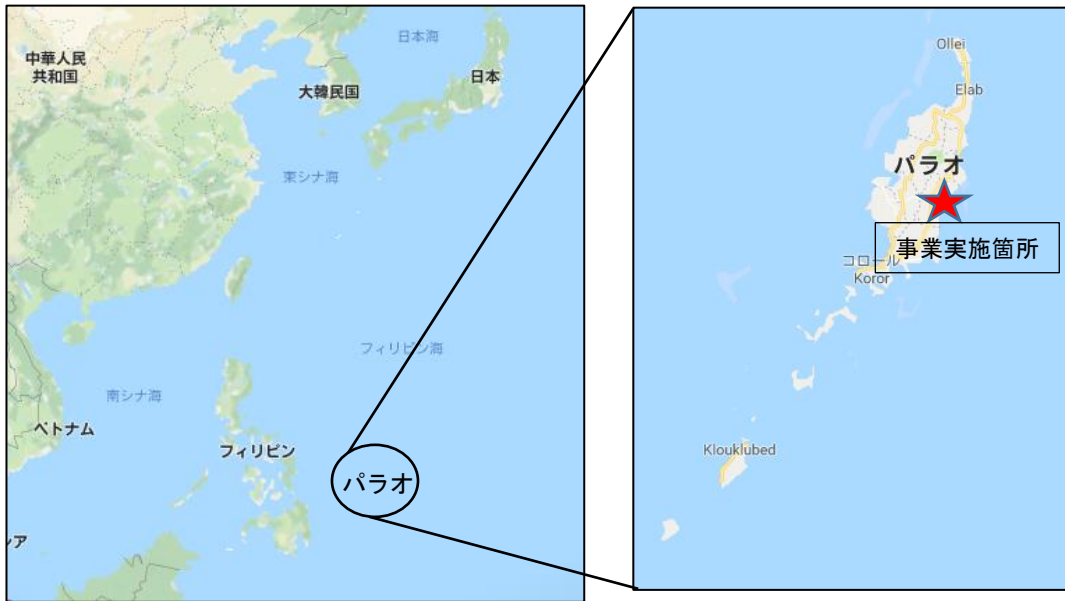 日本海
中華人民
共和国
日本
大韓民国
東シナ海
フィリピン海
南シナ海
ベトナム
フィリピン
パラオ
ア
Ollei
Elab
パラオ
事業実施箇所
コロール
Koror
Klouklubed